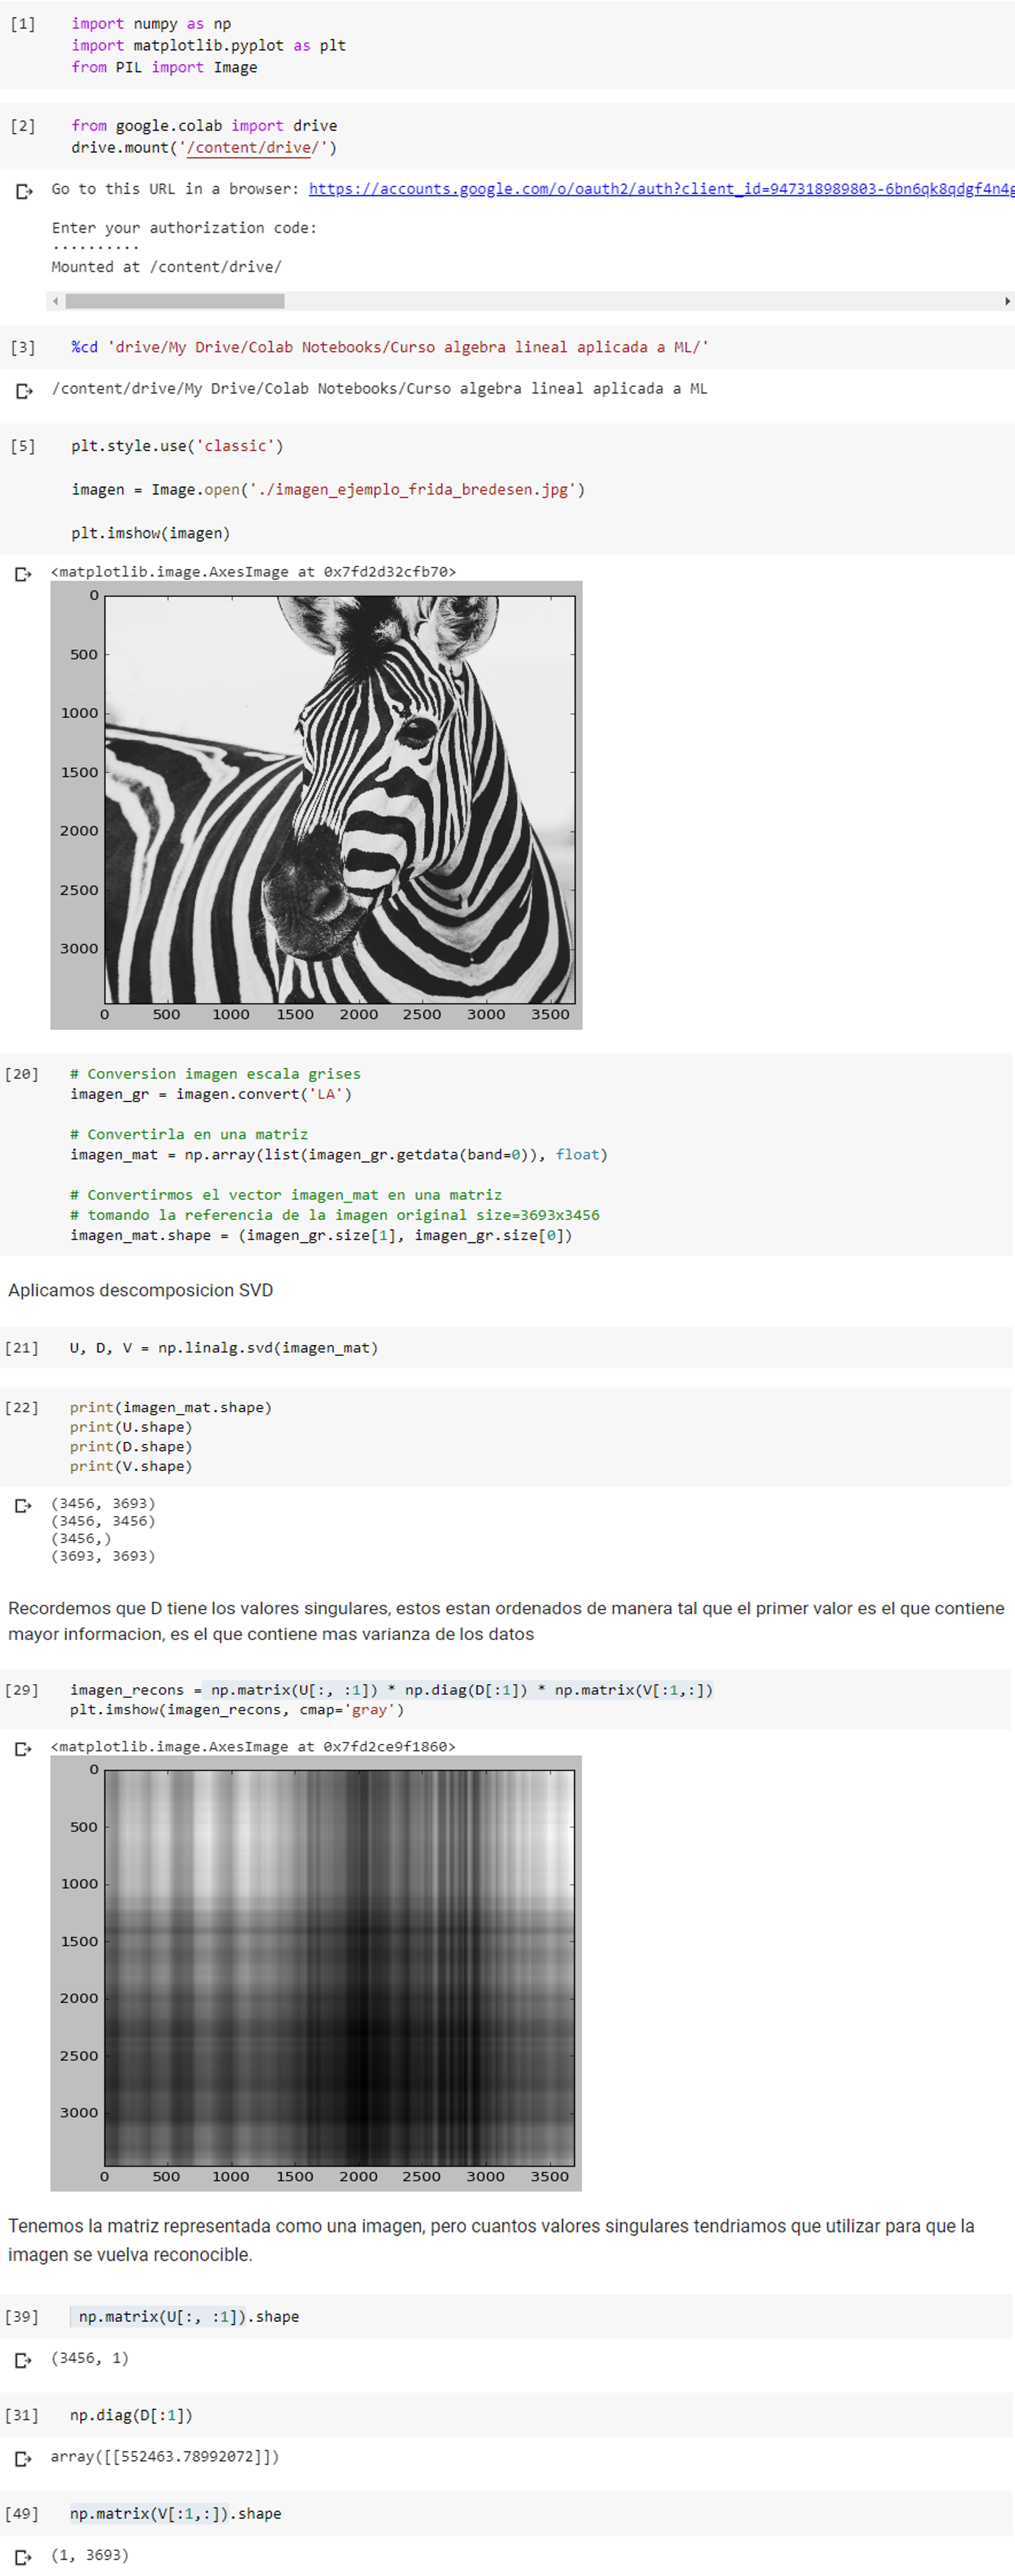 [1] import numpy as np
import matplotlib.pyplot as plt
from PIL import Image
[2] from google.colab import drive
drive.mount('/content/drive/')
Go to this URL in a browser: https://accounts.google.com/o/oauth2/auth?client_id=947318989803-6bn6qk8qdgf4n4g
Enter your authorization code:
··········
Mounted at /content/drive/
[3] %cd 'drive/My Drive/Colab Notebooks/Curso algebra lineal aplicada a ML/'
/content/drive/My Drive/Colab Notebooks/Curso algebra lineal aplicada a ML
[5] plt.style.use('classic')
imagen = Image.open('./imagen_ejemplo_frida_bredesen.jpg')
plt.imshow(imagen)
<matplotlib.image.AxesImage at 0x7fd2d32cfb70>
0
500
1000
1500
2000
2500
3000
0 500 1000 1500 2000 2500 3000 3500
[20] # Conversion imagen escala grises
imagen_gr = imagen.convert('LA')
# Convertirla en una matriz
imagen_mat = np.array(list(imagen_gr.getdata(band=0)), float)
# Convertirmos el vector imagen_mat en una matriz
# tomando la referencia de la imagen original size=3693x3456
imagen_mat.shape = (imagen_gr.size[1], imagen_gr.size[0])
Aplicamos descomposicion SVD
[21] U, D, V = np.linalg.svd(imagen_mat)
[22] print(imagen_mat.shape)
print(U.shape)
print(D.shape)
print(V.shape)
(3456, 3693)
(3456, 3456)
(3456,)
(3693, 3693)
Recordemos que D tiene los valores singulares, estos estan ordenados de manera tal que el primer valor es el que contiene
mayor informacion, es el que contiene mas varianza de los datos
[29] imagen_recons = np.matrix(U[:, :1]) * np.diag(D[:1]) * np.matrix(V[:1,:])
plt.imshow(imagen_recons, cmap='gray')
<matplotlib.image.AxesImage at 0x7fd2ce9f1860>
0
500
1000
1500
2000
2500
3000
0 500 1000 1500 2000 2500 3000 3500
Tenemos la matriz representada como una imagen, pero cuantos valores singulares tendriamos que utilizar para que la
imagen se vuelva reconocible.
[39] np.matrix(U[:, :1]).shape
(3456, 1)
[31] np.diag(D[:1])
array([[552463.78992072]])
[49] np.matrix(V[:1,:]).shape
(1, 3693)